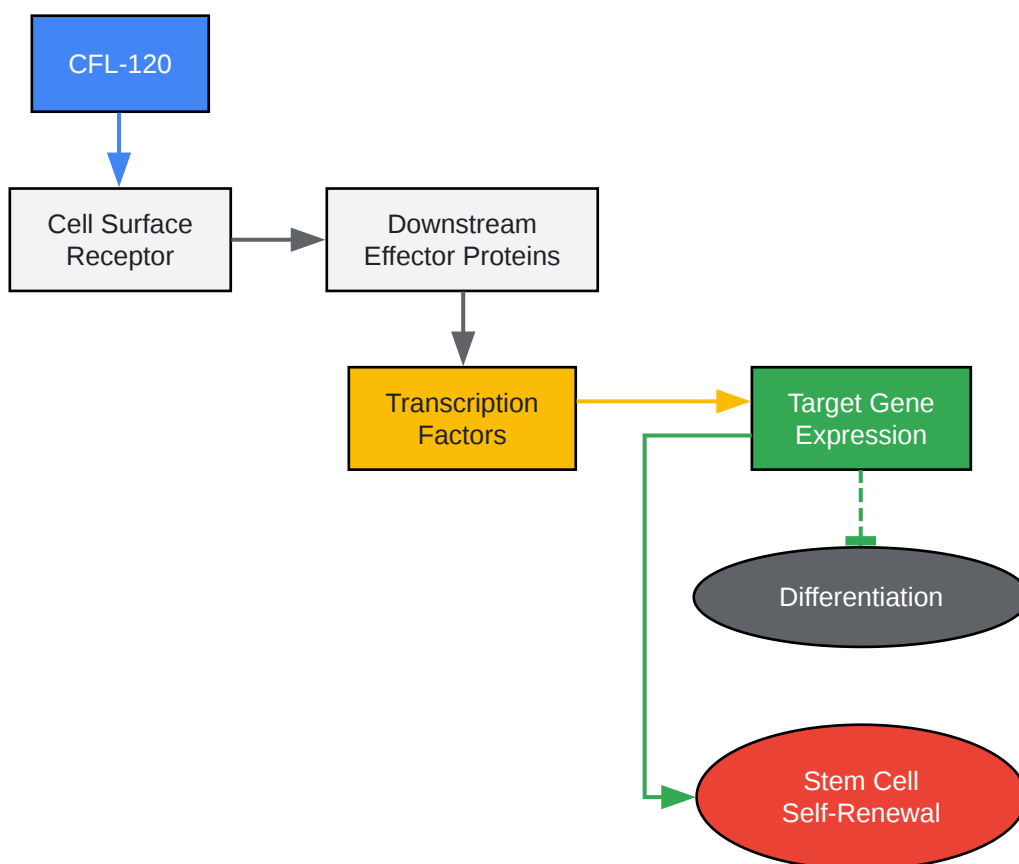 CFL-120
Cell Surface
Receptor
Downstream
Effector Proteins
Transcription
Factors
Target Gene
Expression
Differentiation
Stem Cell
Self-Renewal